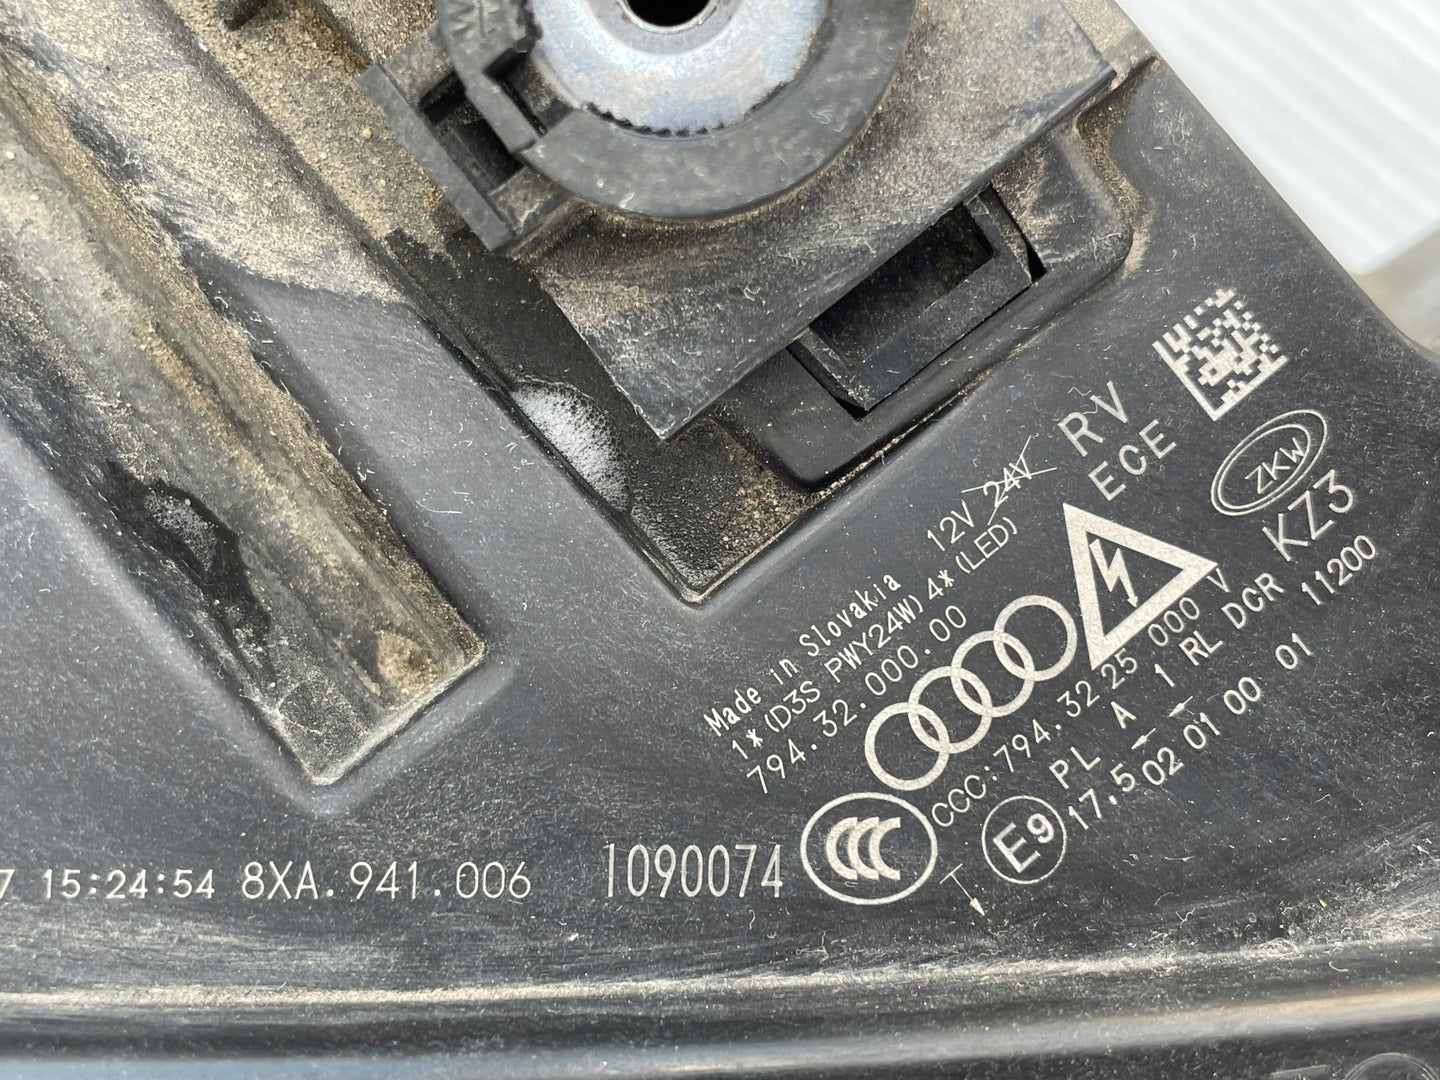 RV
ECE
12V 24V
ZKW
KZ3
11200
Made in Slovakia
1*(D3S PWY24W)4*(LED)
794.32.000.00
25 000 V
CCC:794.32
PL A 1 RL DCR
17.5 02 01 00 01
E9
CCC
15:24:54 8XA.941.006 1090074